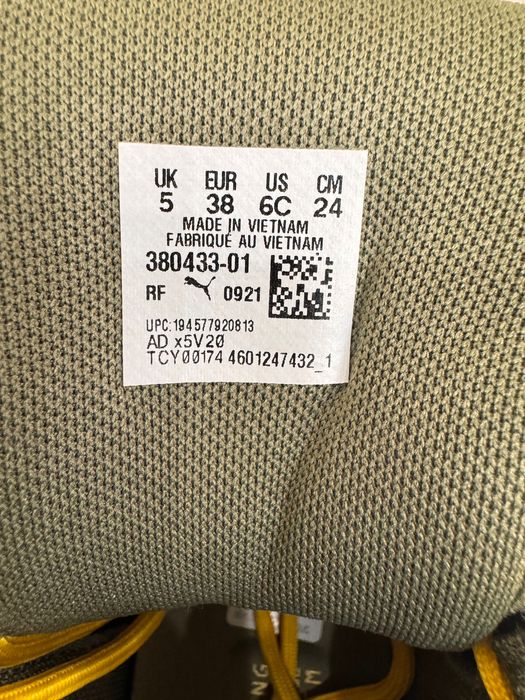 UK EUR US CM
5 38 6C 24
MADE IN VIETNAM
FABRIQUÉ AU VIETNAM
380433-01
RF 0921
UPC:194577920813
AD x5V20
TCY00174 4601247432_1
NG M